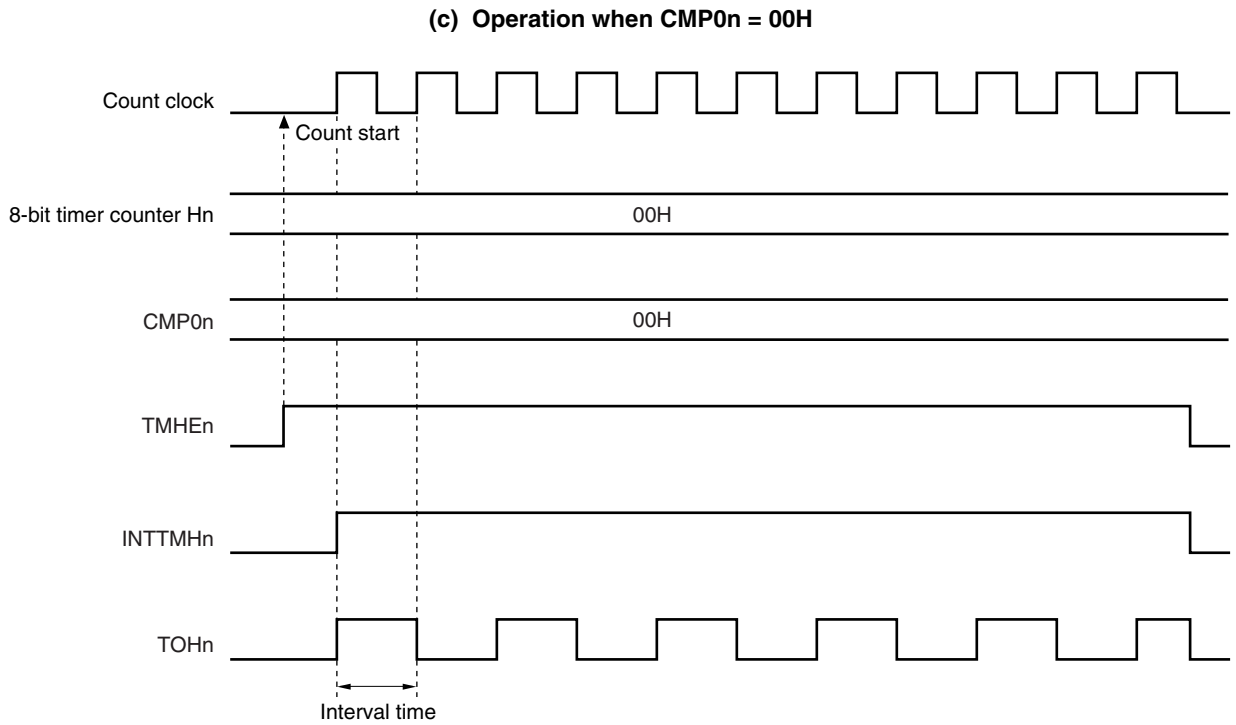 (c) Operation when CMP0n = 00H
Count clock
Count start
8-bit timer counter Hn
00H
CMP0n
00H
TMHEn
INTTMHn
TOHn
Interval time